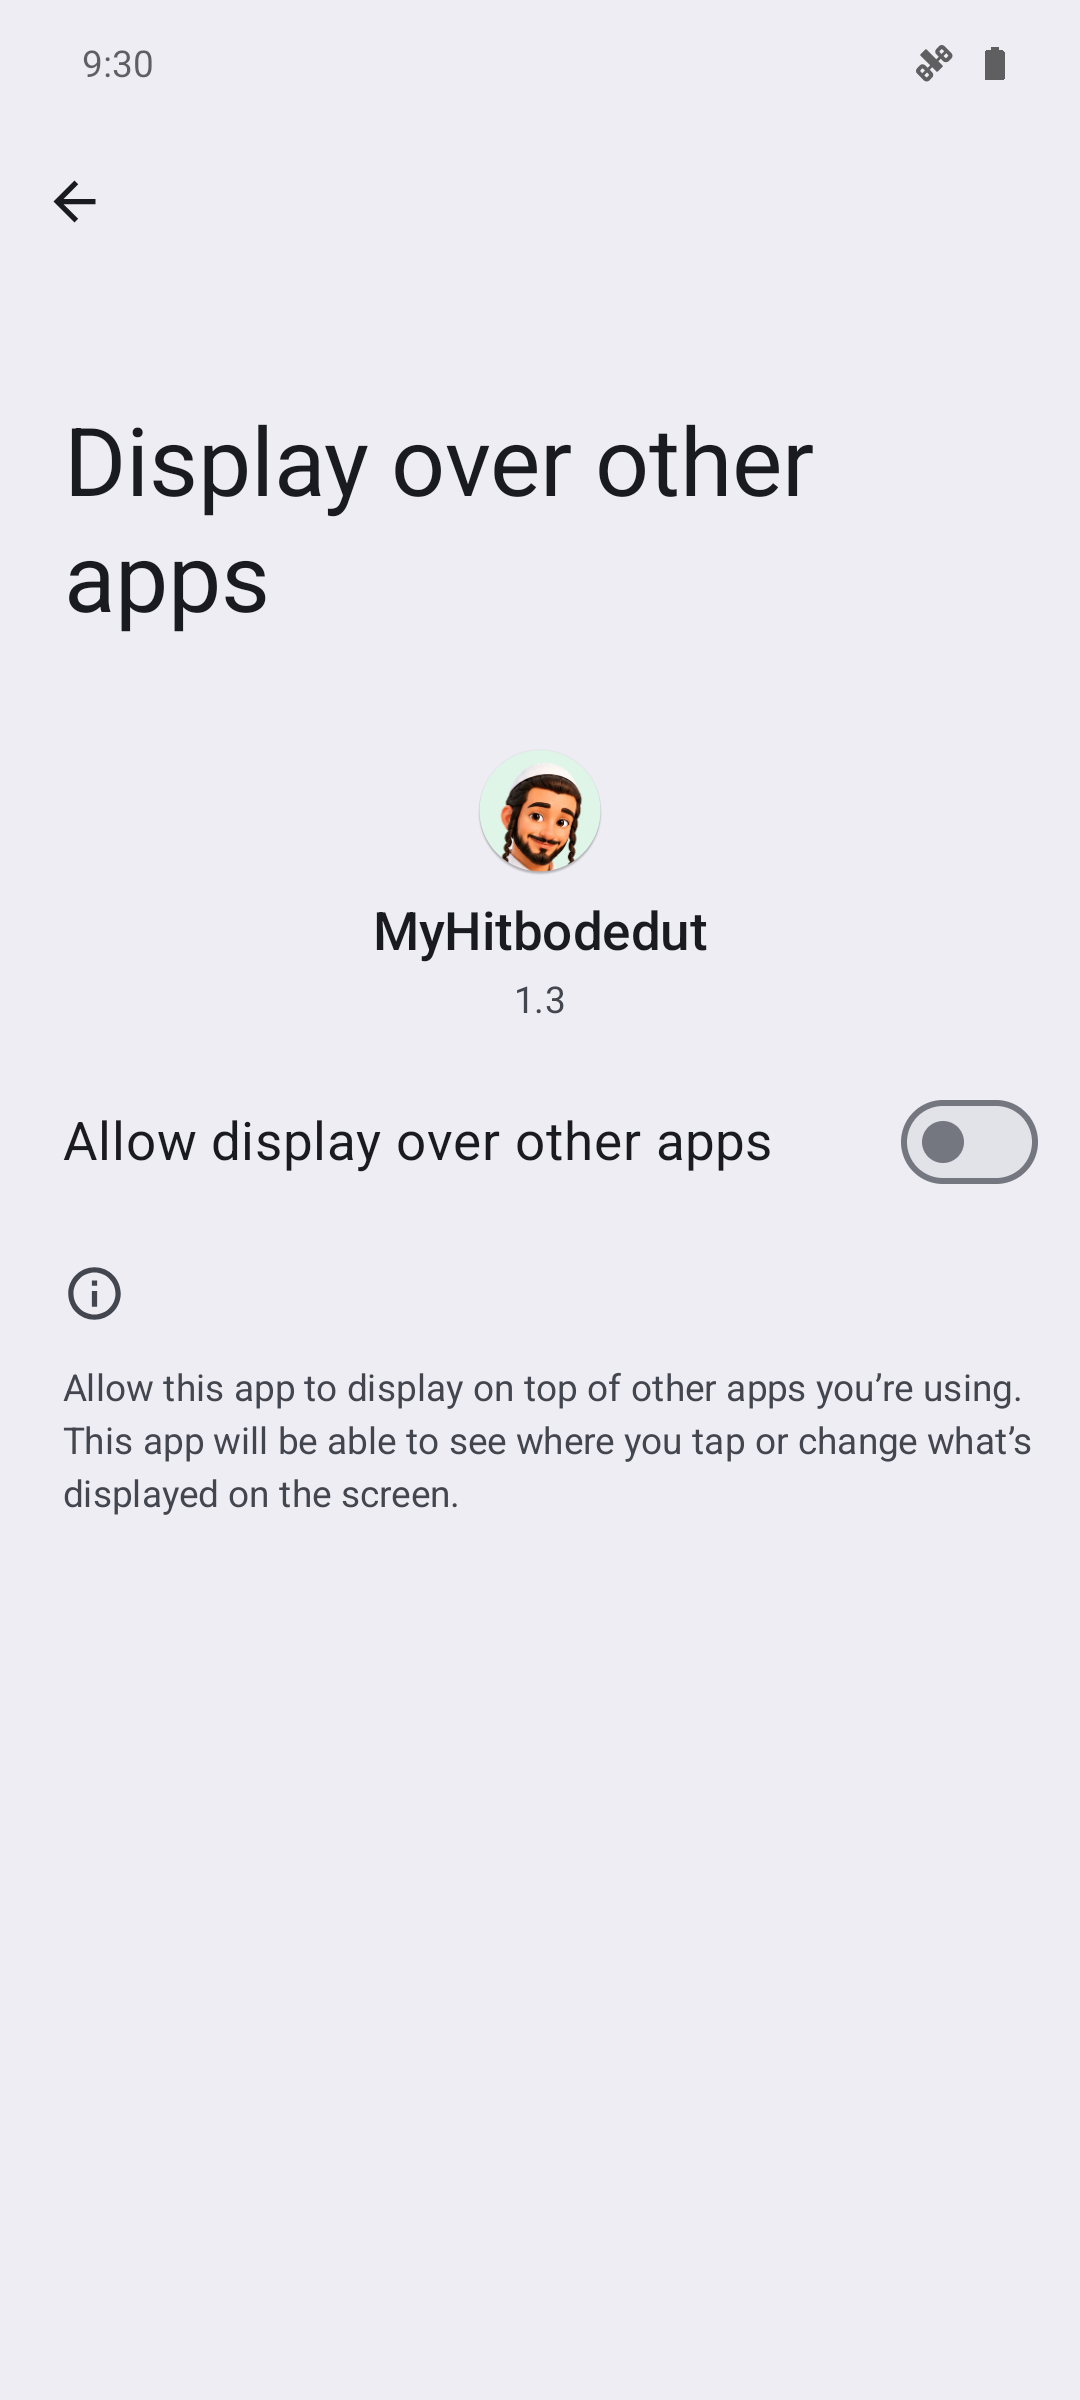 9:30
Display over other
apps
MyHitbodedut
1.3
Allow display over other apps
Allow this app to display on top of other apps you’re using.
This app will be able to see where you tap or change what’s
displayed on the screen.